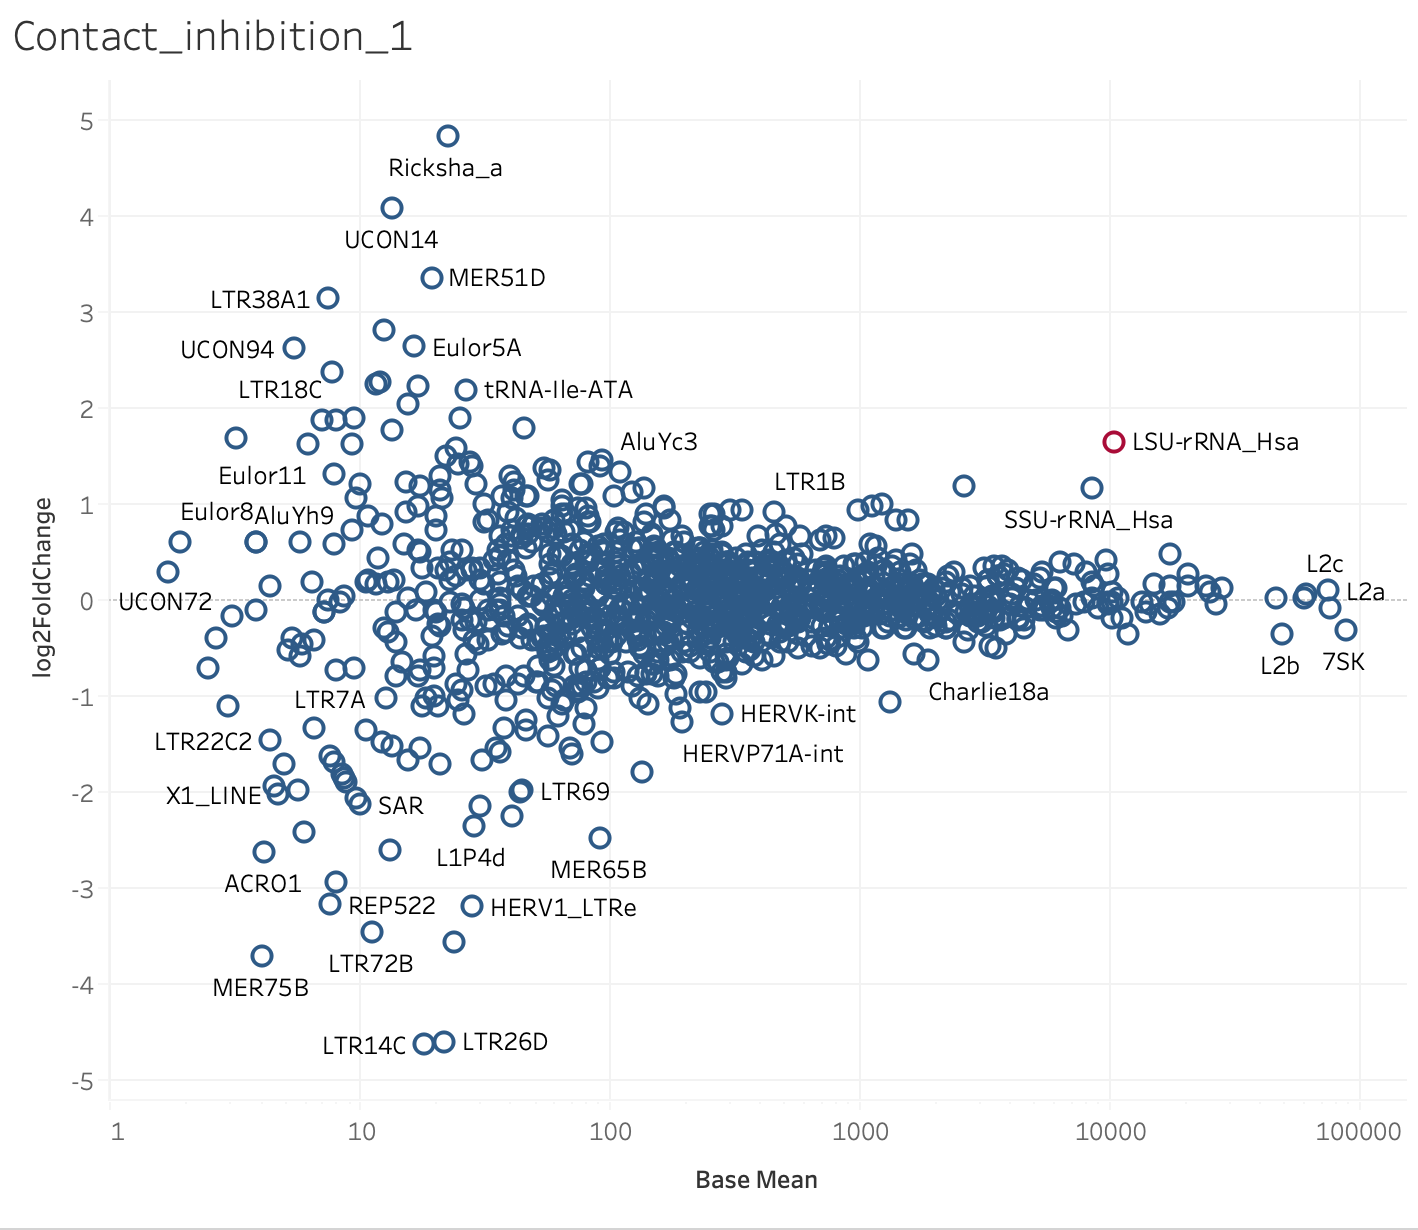 Contact_inhibition_1
5
Ricksha_a
4
UCON14
MER51D
LTR38A1
3
UCON94
Eulor5A
LTR18C
tRNA-Ile-ATA
2
AluYc3
LSU-rRNA_Hsa
Eulor11
LTR1B
1
Eulor8
AluYh9
SSU-rRNA_Hsa
L2c
L2a
0
UCON72
log2FoldChange
L2b
7SK
-1
LTR7A
Charlie18a
HERVK-int
LTR22C2
HERVP71A-int
-2
X1_LINE
SAR
LTR69
L1P4d
MER65B
-3
ACRO1
REP522
HERV1_LTRe
LTR72B
-4
MER75B
LTR14C
LTR26D
-5
1
10
100
1000
10000
100000
Base Mean